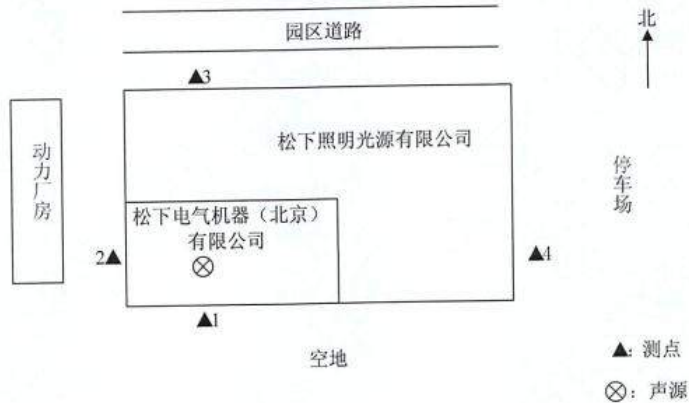 园区道路
北
▲3
松下照明光源有限公司
动力厂房
停车场
松下电气机器（北京）
有限公司
2▲
▲4
▲1
空地
▲：测点
⊗：声源